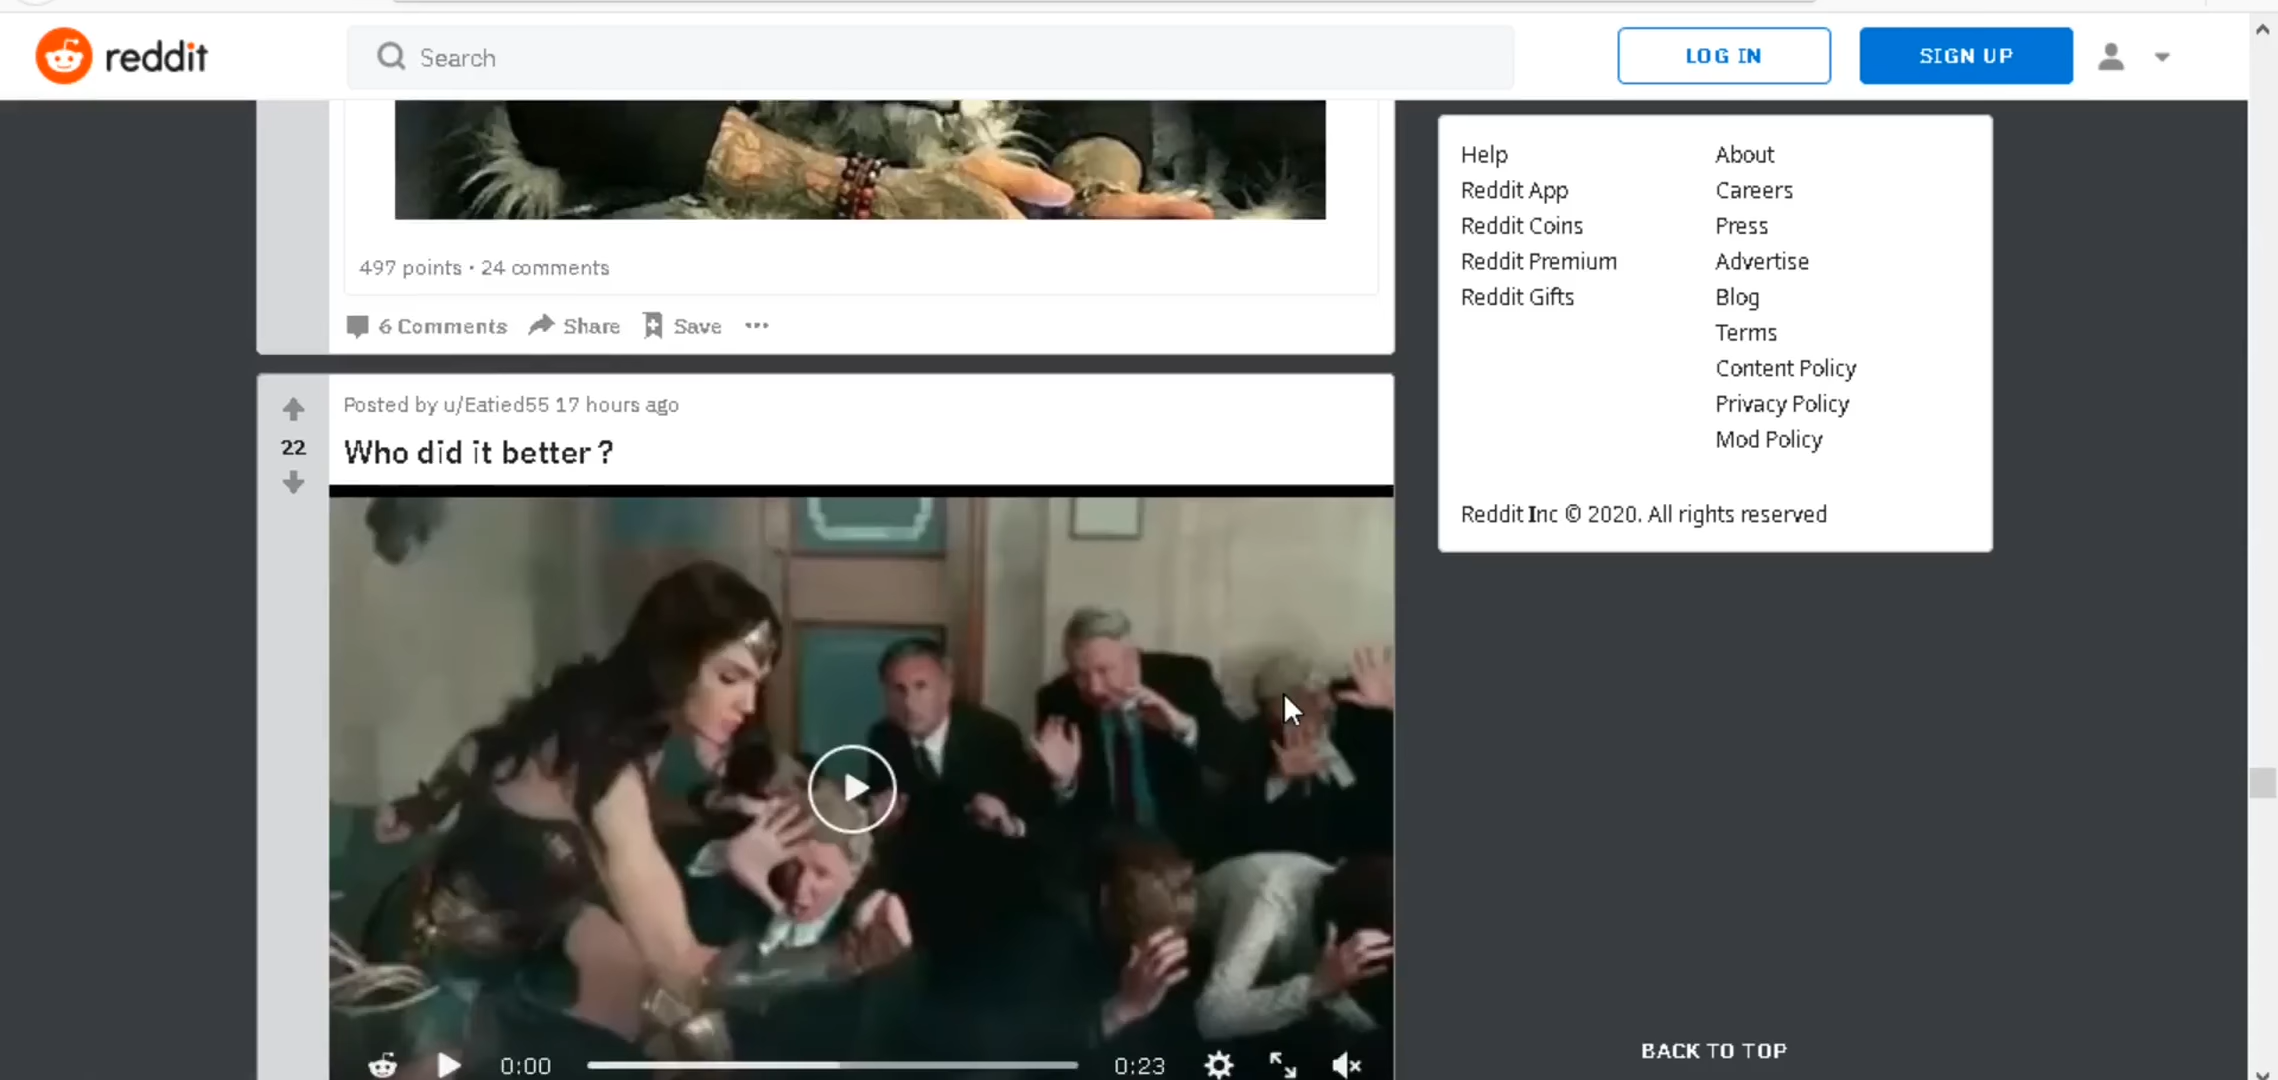 reddit
Search
LOG IN
SIGN UP
497 points • 24 comments
6 Comments
Share
Save
Posted by u/Eatied55 17 hours ago
22
Who did it better ?
0:00
0:23
Help
Reddit App
Reddit Coins
Reddit Premium
Reddit Gifts
About
Careers
Press
Advertise
Blog
Terms
Content Policy
Privacy Policy
Mod Policy
Reddit Inc © 2020. All rights reserved
BACK TO TOP